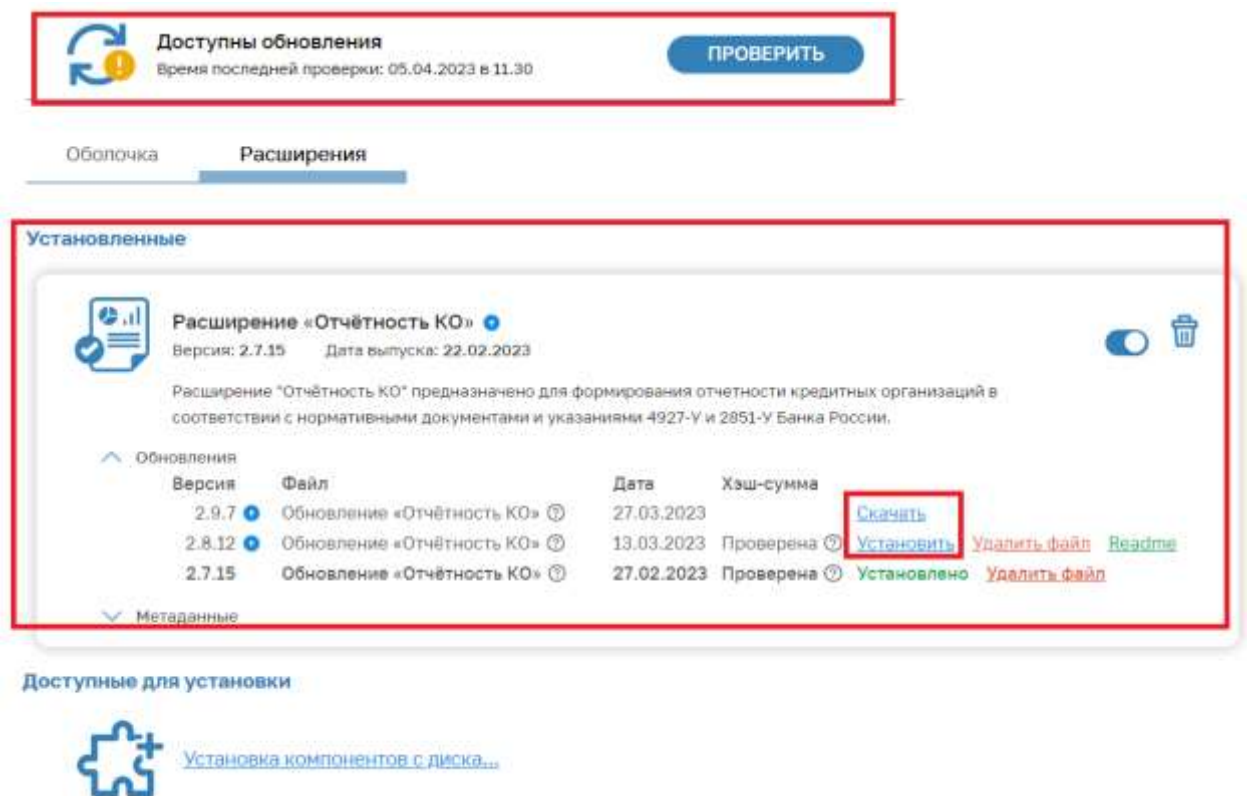 Доступны обновления
Время последней проверки: 05.04.2023 в 11.30
ПРОВЕРИТЬ
Оболочка Расширения
Установленные
Расширение «Отчётность КО»
Версия: 2.7.15 Дата выпуска: 22.02.2023
Расширение "Отчётность КО" предназначено для формирования отчетности кредитных организаций в
соответствии с нормативными документами и указаниями 4927-У и 2851-У Банка России.
Обновления
Версия Файл Дата Хэш-сумма
2.9.7 Обновление «Отчётность КО» ? 27.03.2023 Скачать
2.8.12 Обновление «Отчётность КО» ? 13.03.2023 Проверена ? Установить Удалить файл Readme
2.7.15 Обновление «Отчётность КО» ? 27.02.2023 Проверена ? Установлено Удалить файл
Метаданные
Доступные для установки
Установка компонентов с диска...